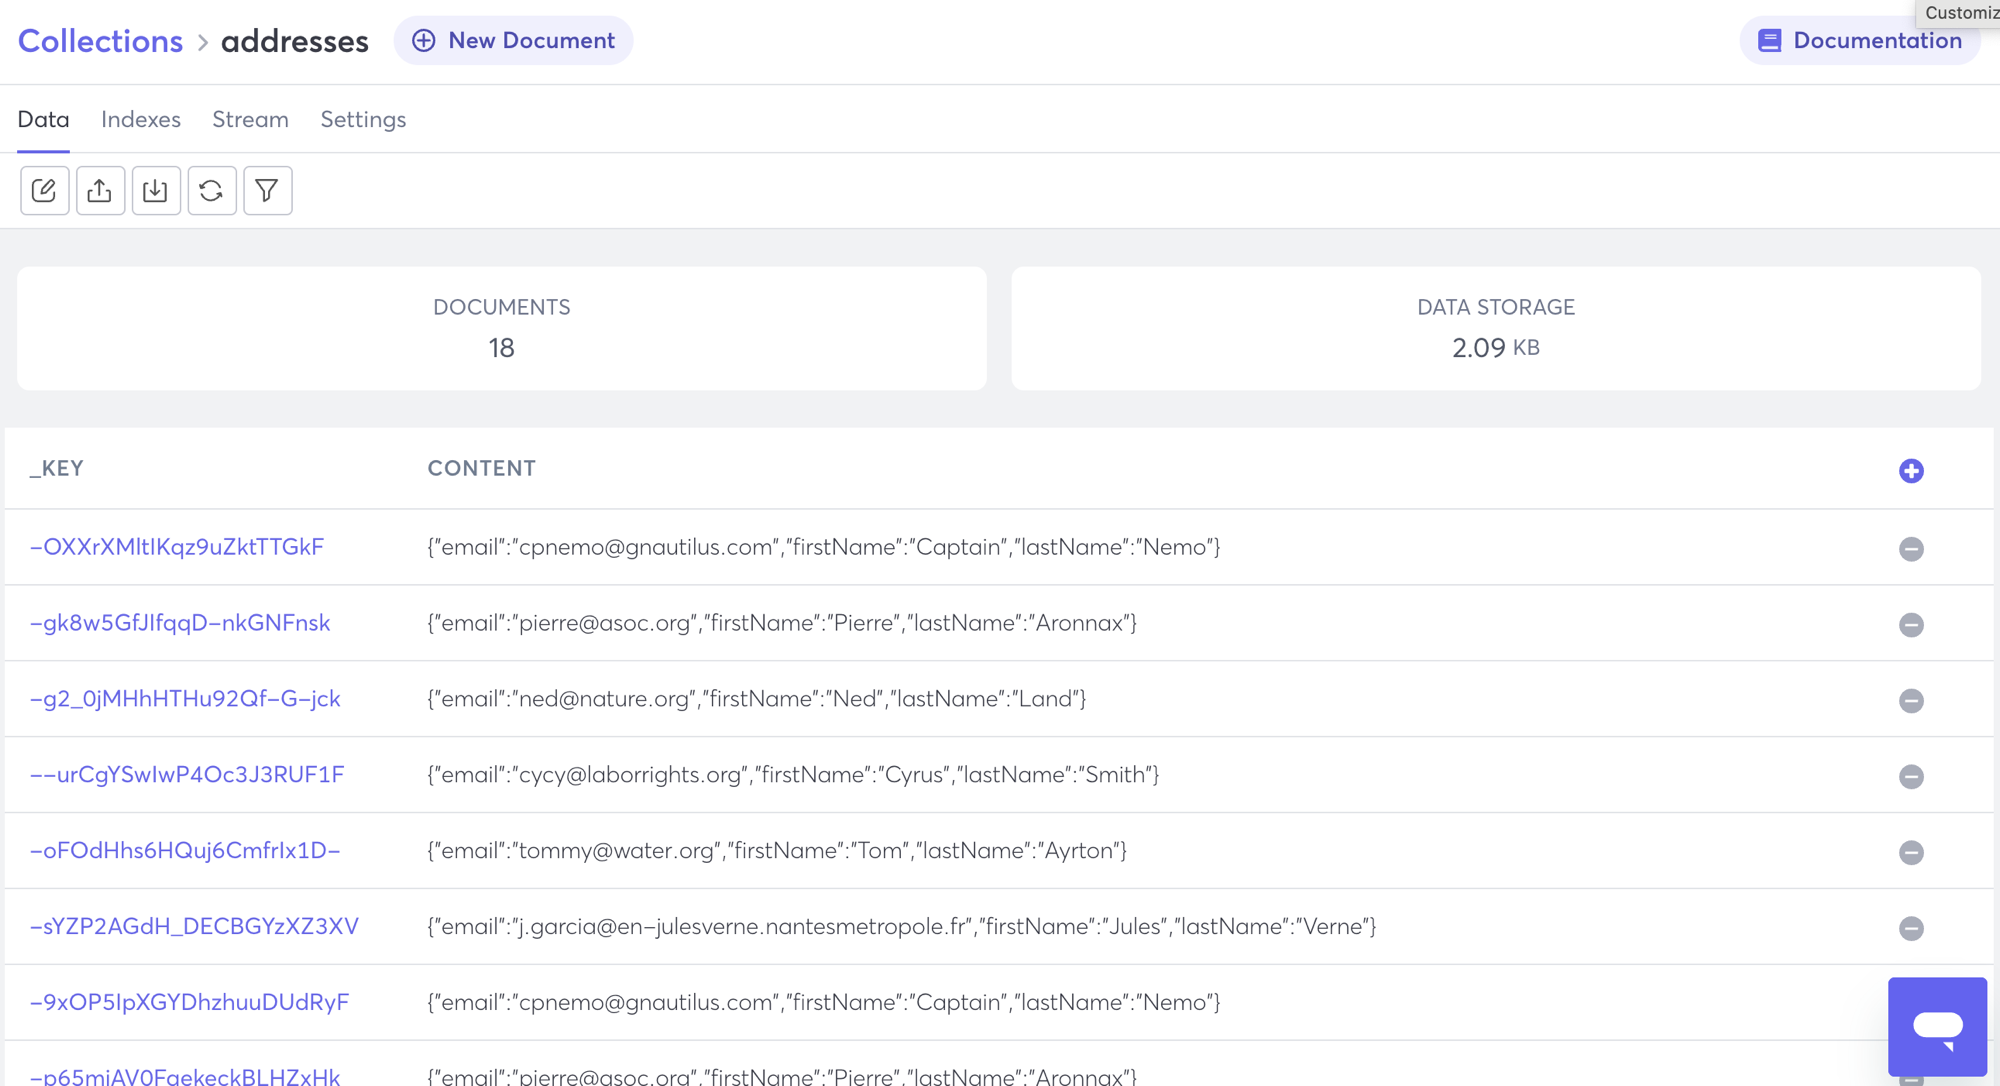 Customiz
Collections > addresses New Document Documentation
Data Indexes Stream Settings
DOCUMENTS
18
DATA STORAGE
2.09 KB
_KEY CONTENT
-OXXrXMltIKqz9uZktTTGkF {"email":"cpnemo@gnautilus.com","firstName":"Captain","lastName":"Nemo"}
-gk8w5GfJIfqqD-nkGNFnsk {"email":"pierre@asoc.org","firstName":"Pierre","lastName":"Aronnax"}
-g2_0jMHhHTHu92Qf-G-jck {"email":"ned@nature.org","firstName":"Ned","lastName":"Land"}
--urCgYSwIwP4Oc3J3RUF1F {"email":"cycy@laborrights.org","firstName":"Cyrus","lastName":"Smith"}
-oFOdHhs6HQuj6CmfrIx1D- {"email":"tommy@water.org","firstName":"Tom","lastName":"Ayrton"}
-sYZP2AGdH_DECBGYzXZ3XV {"email":"j.garcia@en-julesverne.nantesmetropole.fr","firstName":"Jules","lastName":"Verne"}
-9xOP5IpXGYDhzhuuDUdRyF {"email":"cpnemo@gnautilus.com","firstName":"Captain","lastName":"Nemo"}
-p65mjAV0FqekeckBLHZxHk {"email":"pierre@asoc.org","firstName":"Pierre","lastName":"Aronnax"}